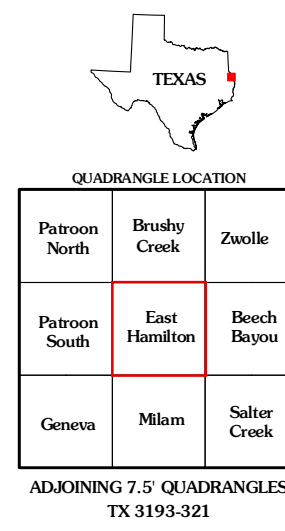 TEXAS
QUADRANGLE LOCATION
Patroon North
Brushy Creek
Zwolle
Patroon South
East Hamilton
Beech Bayou
Geneva
Milam
Salter Creek
ADJOINING 7.5' QUADRANGLES
TX 3193-321